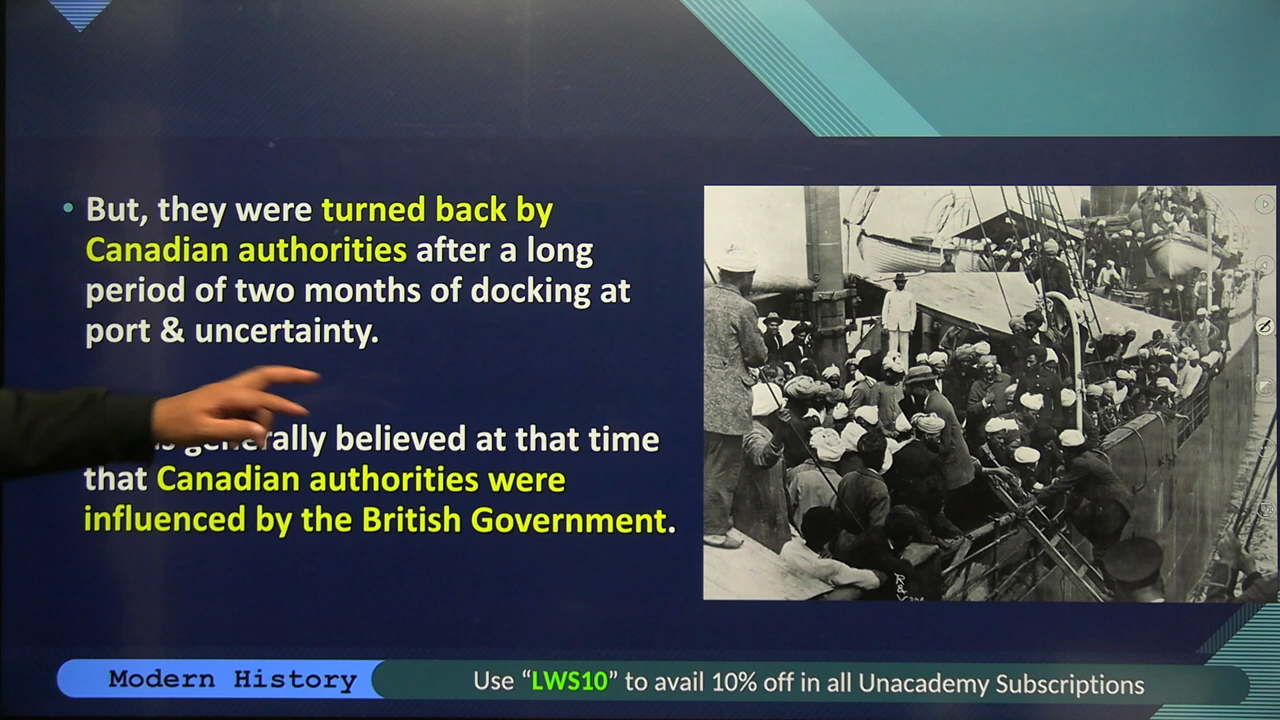 But, they were turned back by
Canadian authorities after a long
period of two months of docking at
port & uncertainty.
generally believed at that time
that Canadian authorities were
influenced by the British Government.
R
&
Modern History
Use “LWS10” to avail 10% off in all Unacademy Subscriptions